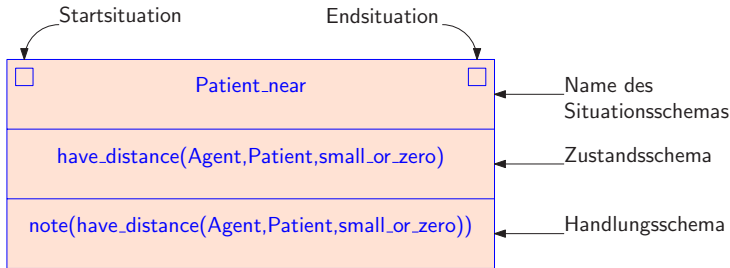 Startsituation
Endsituation
Patient_near
Name des
Situationsschemas
have_distance(Agent,Patient,small_or_zero)
Zustandsschema
note(have_distance(Agent,Patient,small_or_zero))
Handlungsschema